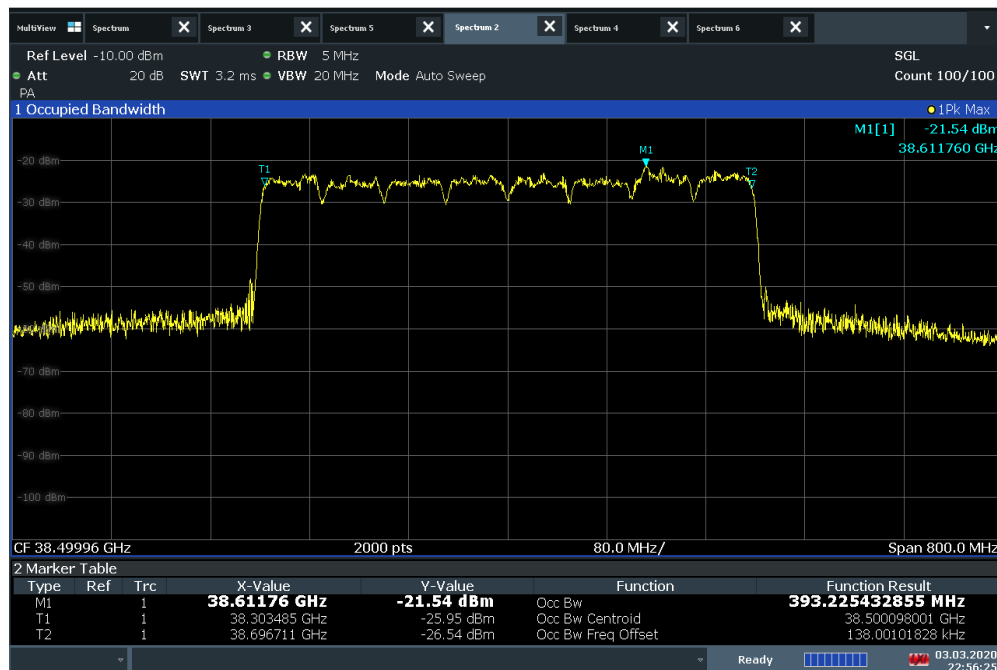 MultiView Spectrum Spectrum 3 Spectrum 5 Spectrum 2 Spectrum 4 Spectrum 6
Ref Level -10.00 dBm RBW 5 MHz SGL
Att 20 dB SWT 3.2 ms VBW 20 MHz Mode Auto Sweep Count 100/100
PA
1 Occupied Bandwidth 1Pk Max
M1[1] -21.54 dBm
38.611760 GHz
M1
-20 dBm
T1 T2
-30 dBm
-40 dBm
-50 dBm
-70 dBm
-80 dBm
-90 dBm
-100 dBm
CF 38.49996 GHz 2000 pts 80.0 MHz/ Span 800.0 MHz
2 Marker Table
Type Ref Trc X-Value Y-Value Function Function Result
M1 1 38.61176 GHz -21.54 dBm Occ Bw 393.225432855 MHz
T1 1 38.303485 GHz -25.95 dBm Occ Bw Centroid 38.500098001 GHz
T2 1 38.696711 GHz -26.54 dBm Occ Bw Freq Offset 138.00101828 kHz
Ready 03.03.2020
22:56:25